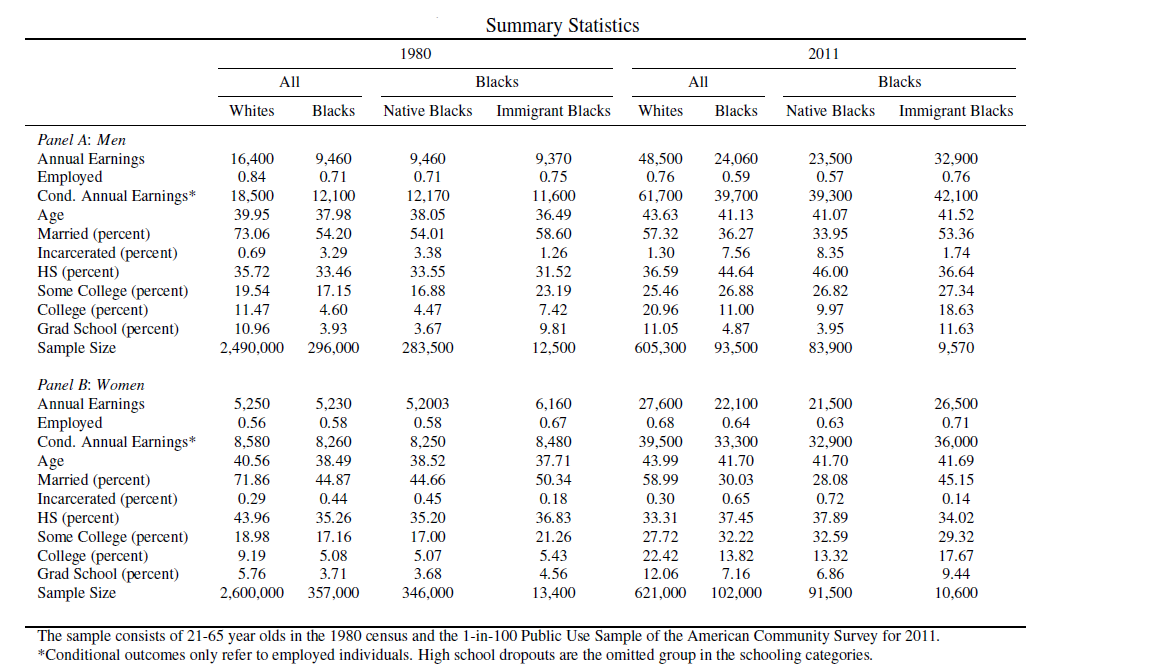 Summary Statistics
1980 2011
All Blacks All Blacks
Whites Blacks Native Blacks Immigrant Blacks Whites Blacks Native Blacks Immigrant Blacks
Panel A: Men
Annual Earnings 16,400 9,460 9,460 9,370 48,500 24,060 23,500 32,900
Employed 0.84 0.71 0.71 0.75 0.76 0.59 0.57 0.76
Cond. Annual Earnings* 18,500 12,100 12,170 11,600 61,700 39,700 39,300 42,100
Age 39.95 37.98 38.05 36.49 43.63 41.13 41.07 41.52
Married (percent) 73.06 54.20 54.01 58.60 57.32 36.27 33.95 53.36
Incarcerated (percent) 0.69 3.29 3.38 1.26 1.30 7.56 8.35 1.74
HS (percent) 35.72 33.46 33.55 31.52 36.59 44.64 46.00 36.64
Some College (percent) 19.54 17.15 16.88 23.19 25.46 26.88 26.82 27.34
College (percent) 11.47 4.60 4.47 7.42 20.96 11.00 9.97 18.63
Grad School (percent) 10.96 3.93 3.67 9.81 11.05 4.87 3.95 11.63
Sample Size 2,490,000 296,000 283,500 12,500 605,300 93,500 83,900 9,570
Panel B: Women
Annual Earnings 5,250 5,230 5,2003 6,160 27,600 22,100 21,500 26,500
Employed 0.56 0.58 0.58 0.67 0.68 0.64 0.63 0.71
Cond. Annual Earnings* 8,580 8,260 8,250 8,480 39,500 33,300 32,900 36,000
Age 40.56 38.49 38.52 37.71 43.99 41.70 41.70 41.69
Married (percent) 71.86 44.87 44.66 50.34 58.99 30.03 28.08 45.15
Incarcerated (percent) 0.29 0.44 0.45 0.18 0.30 0.65 0.72 0.14
HS (percent) 43.96 35.26 35.20 36.83 33.31 37.45 37.89 34.02
Some College (percent) 18.98 17.16 17.00 21.26 27.72 32.22 32.59 29.32
College (percent) 9.19 5.08 5.07 5.43 22.42 13.82 13.32 17.67
Grad School (percent) 5.76 3.71 3.68 4.56 12.06 7.16 6.86 9.44
Sample Size 2,600,000 357,000 346,000 13,400 621,000 102,000 91,500 10,600
The sample consists of 21-65 year olds in the 1980 census and the 1-in-100 Public Use Sample of the American Community Survey for 2011.
*Conditional outcomes only refer to employed individuals. High school dropouts are the omitted group in the schooling categories.